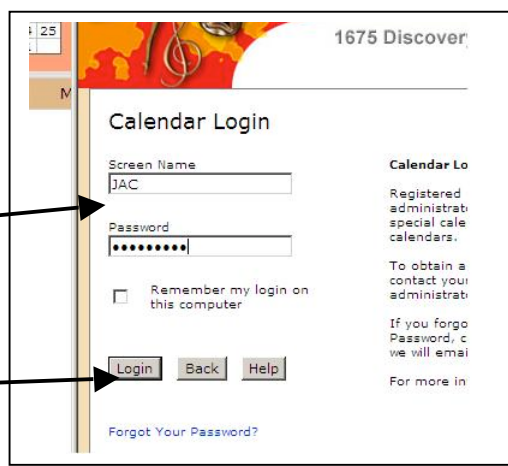 25
1675 Discover
M
Calendar Login
Screen Name
JAC
Password
•••••••••
Remember my login on
this computer
Login Back Help
Forgot Your Password?
Calendar Lo
Registered
administrat
special cale
calendars.
To obtain a
contact your
administrat
If you forgo
Password, c
we will emai
For more in